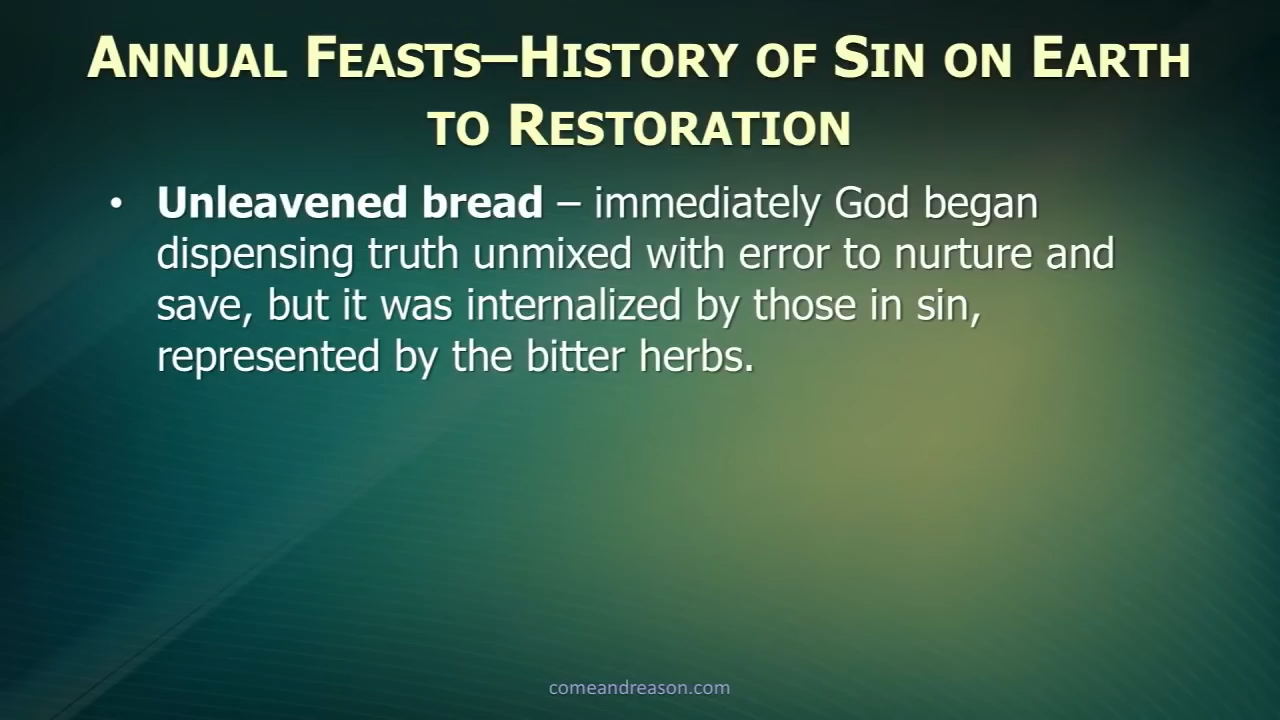 Annual Feasts–History of Sin on Earth
to Restoration
• Unleavened bread – immediately God began
dispensing truth unmixed with error to nurture and
save, but it was internalized by those in sin,
represented by the bitter herbs.
comeandreason.com